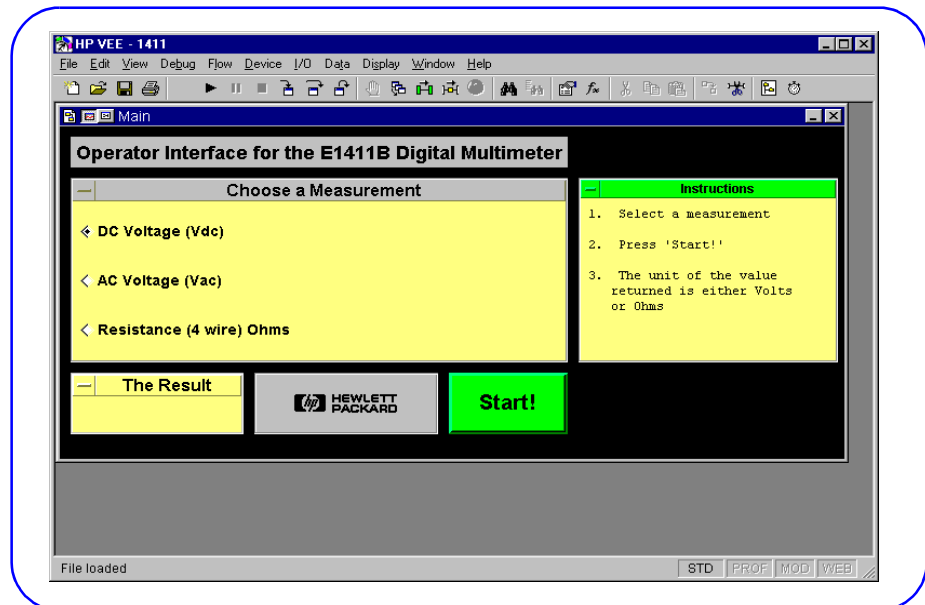 HP VEE - 1411
File Edit View Debug Flow Device I/O Data Display Window Help
Main
Operator Interface for the E1411B Digital Multimeter
Choose a Measurement
DC Voltage (Vdc)
AC Voltage (Vac)
Resistance (4 wire) Ohms
Instructions
1. Select a measurement
2. Press 'Start!'
3. The unit of the value
returned is either Volts
or Ohms
The Result
hp HEWLETT
PACKARD
Start!
File loaded
STD PROF MOD WEB